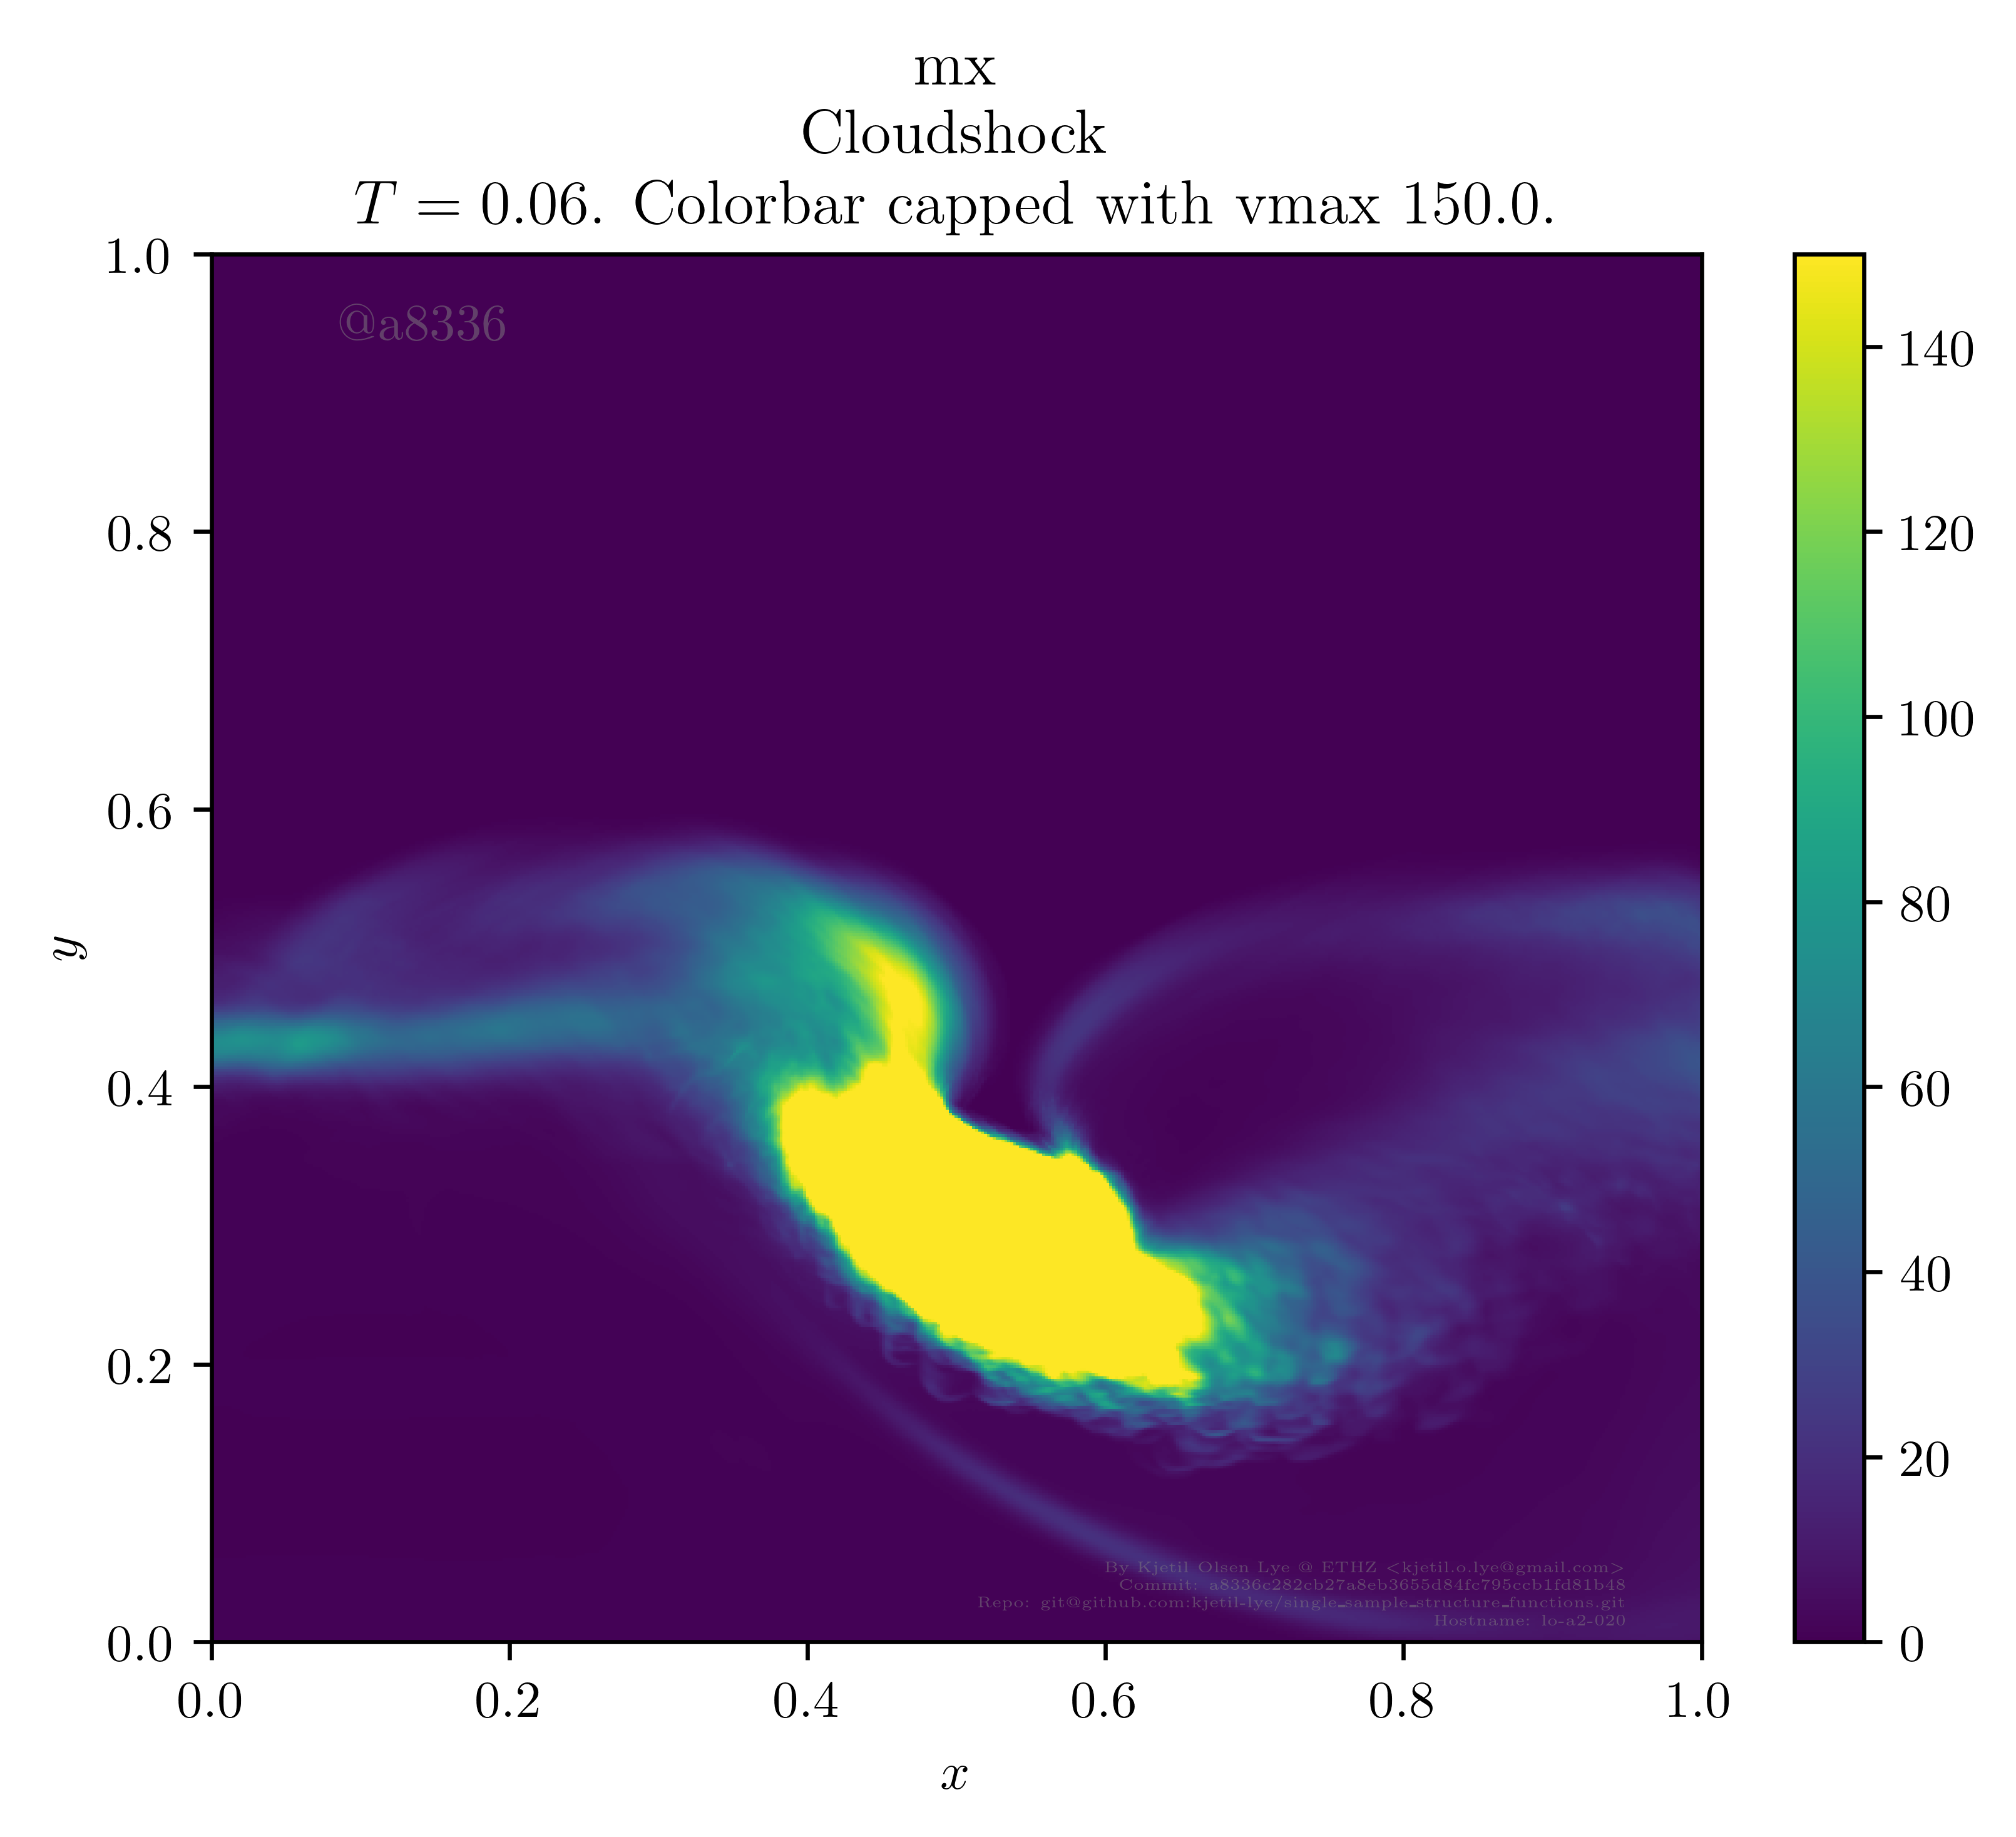 mx
Cloudshock
T = 0.06. Colorbar capped with vmax 150.0.
1.0
@a8336
0.8
0.6
0.4
0.2
0.0
y
140
120
100
80
60
40
20
0
By Kjetil Olsen Lye @ ETHZ <kjetil.o.lye@gmail.com>
Commit: a8336c282cb27a8eb3655d84fc795ccb1fd81b48
Repo: git@github.com:kjetil-lye/single_sample_structure_functions.git
Hostname: lo-a2-020
0.0 0.2 0.4 0.6 0.8 1.0
x